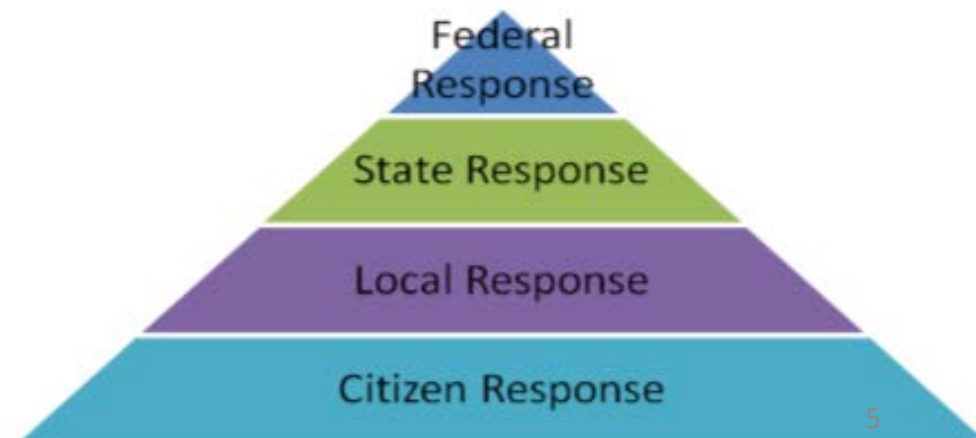 Federal
Response
State Response
Local Response
Citizen Response
5